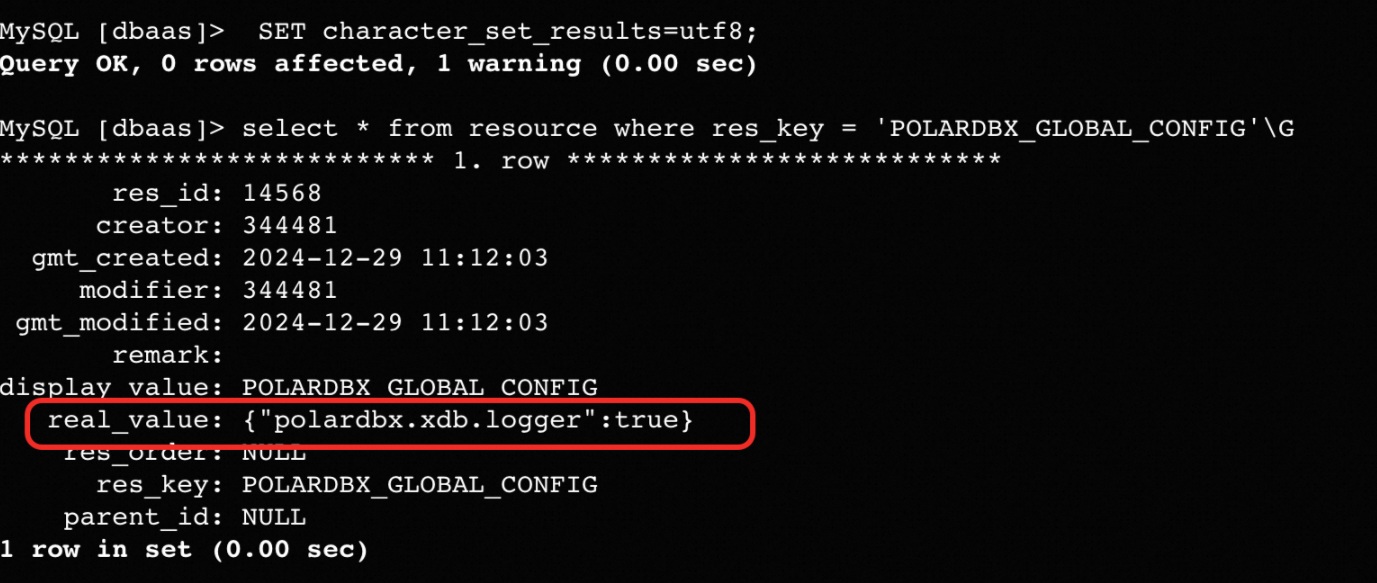 MySQL [dbaas]>  SET character_set_results=utf8;
Query OK, 0 rows affected, 1 warning (0.00 sec)
MySQL [dbaas]> select * from resource where res_key = 'POLARDBX_GLOBAL_CONFIG'\G
*************************** 1. row ***************************
res_id: 14568
creator: 344481
gmt_created: 2024-12-29 11:12:03
modifier: 344481
gmt_modified: 2024-12-29 11:12:03
remark:
display_value: POLARDBX_GLOBAL_CONFIG
real_value: {"polardbx.xdb.logger":true}
res_order: NULL
res_key: POLARDBX_GLOBAL_CONFIG
parent_id: NULL
1 row in set (0.00 sec)